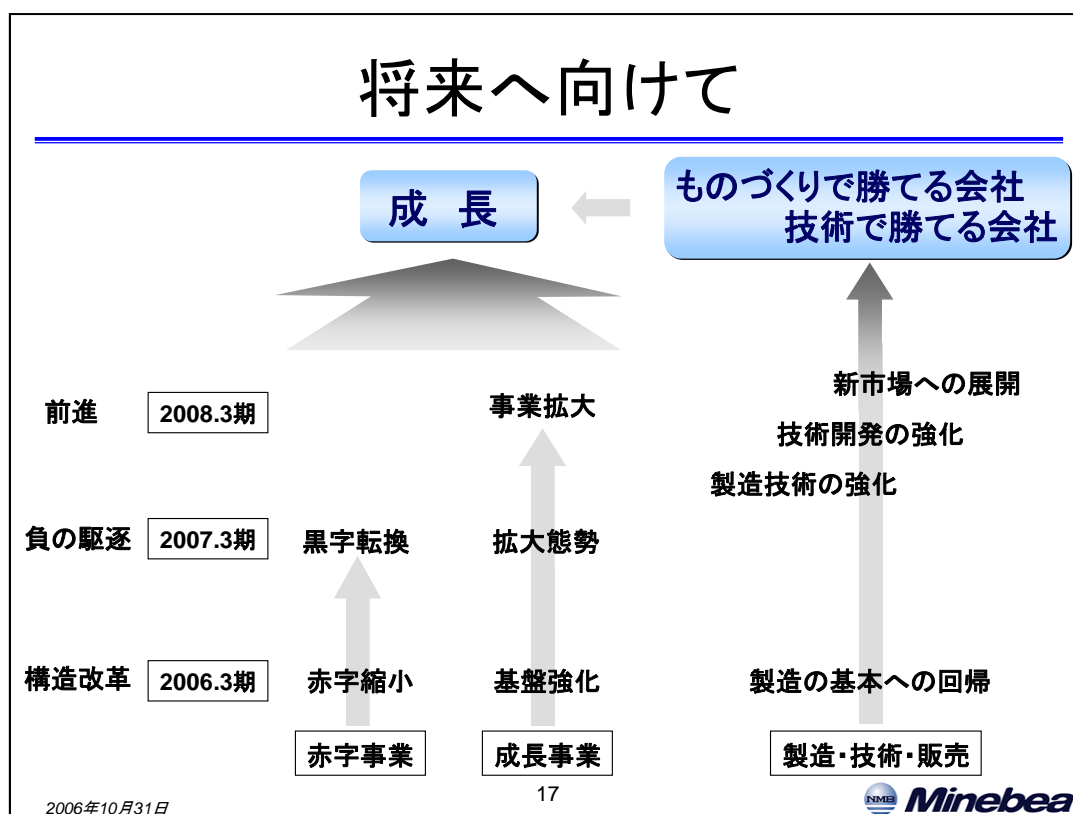 将来へ向けて
成 長
ものづくりで勝てる会社
技術で勝てる会社
新市場への展開
前進 2008.3期 事業拡大
技術開発の強化
製造技術の強化
負の駆逐 2007.3期 黒字転換 拡大態勢
構造改革 2006.3期 赤字縮小 基盤強化 製造の基本への回帰
赤字事業 成長事業 製造・技術・販売
2006年10月31日
17
NMB Minebea